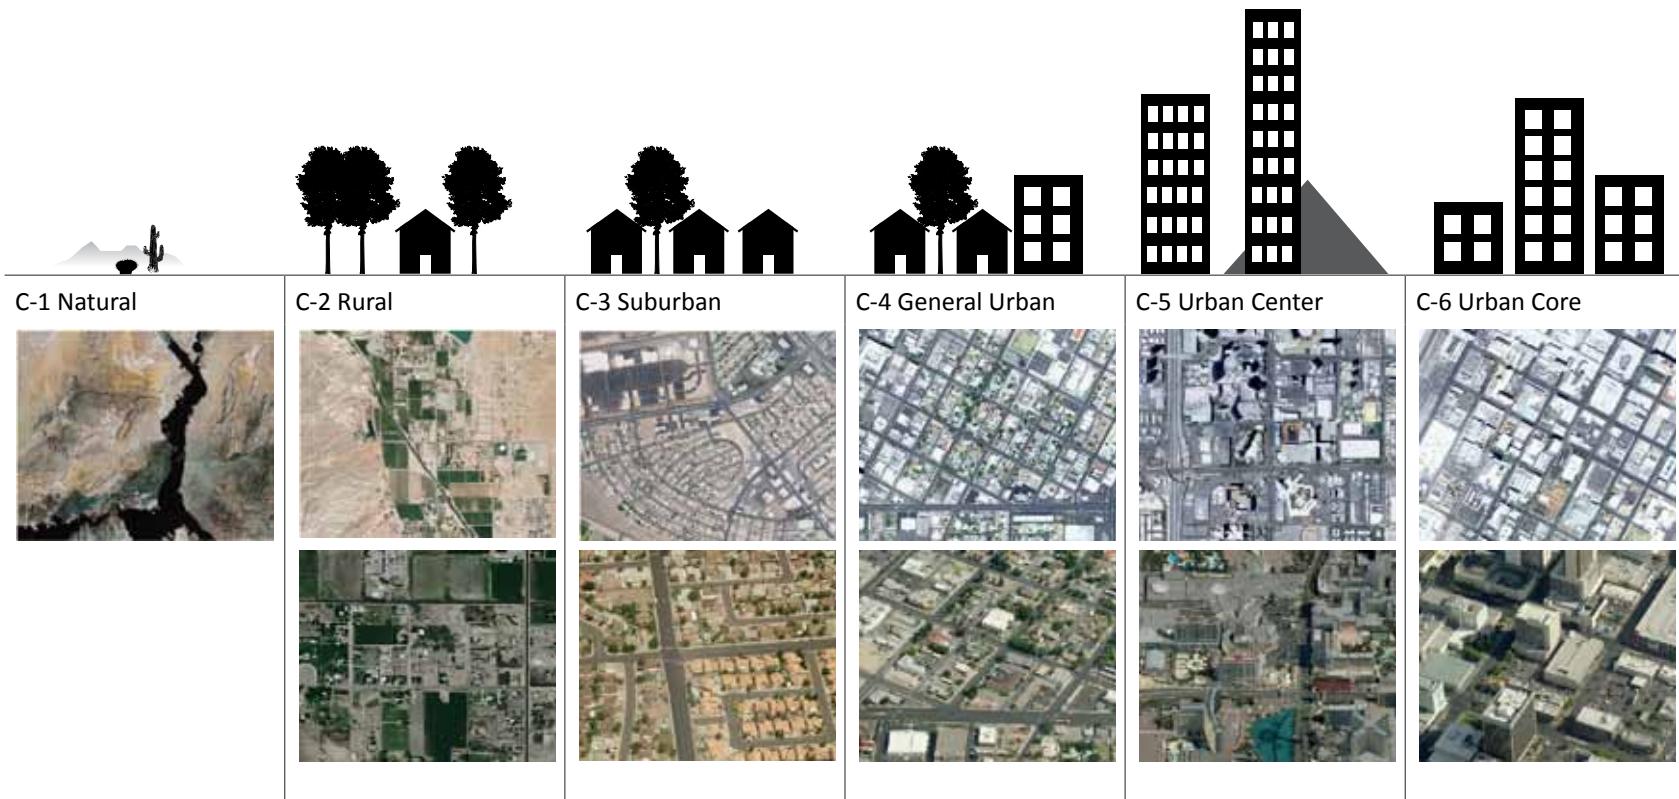 C-1 Natural
C-2 Rural
C-3 Suburban
C-4 General Urban
C-5 Urban Center
C-6 Urban Core